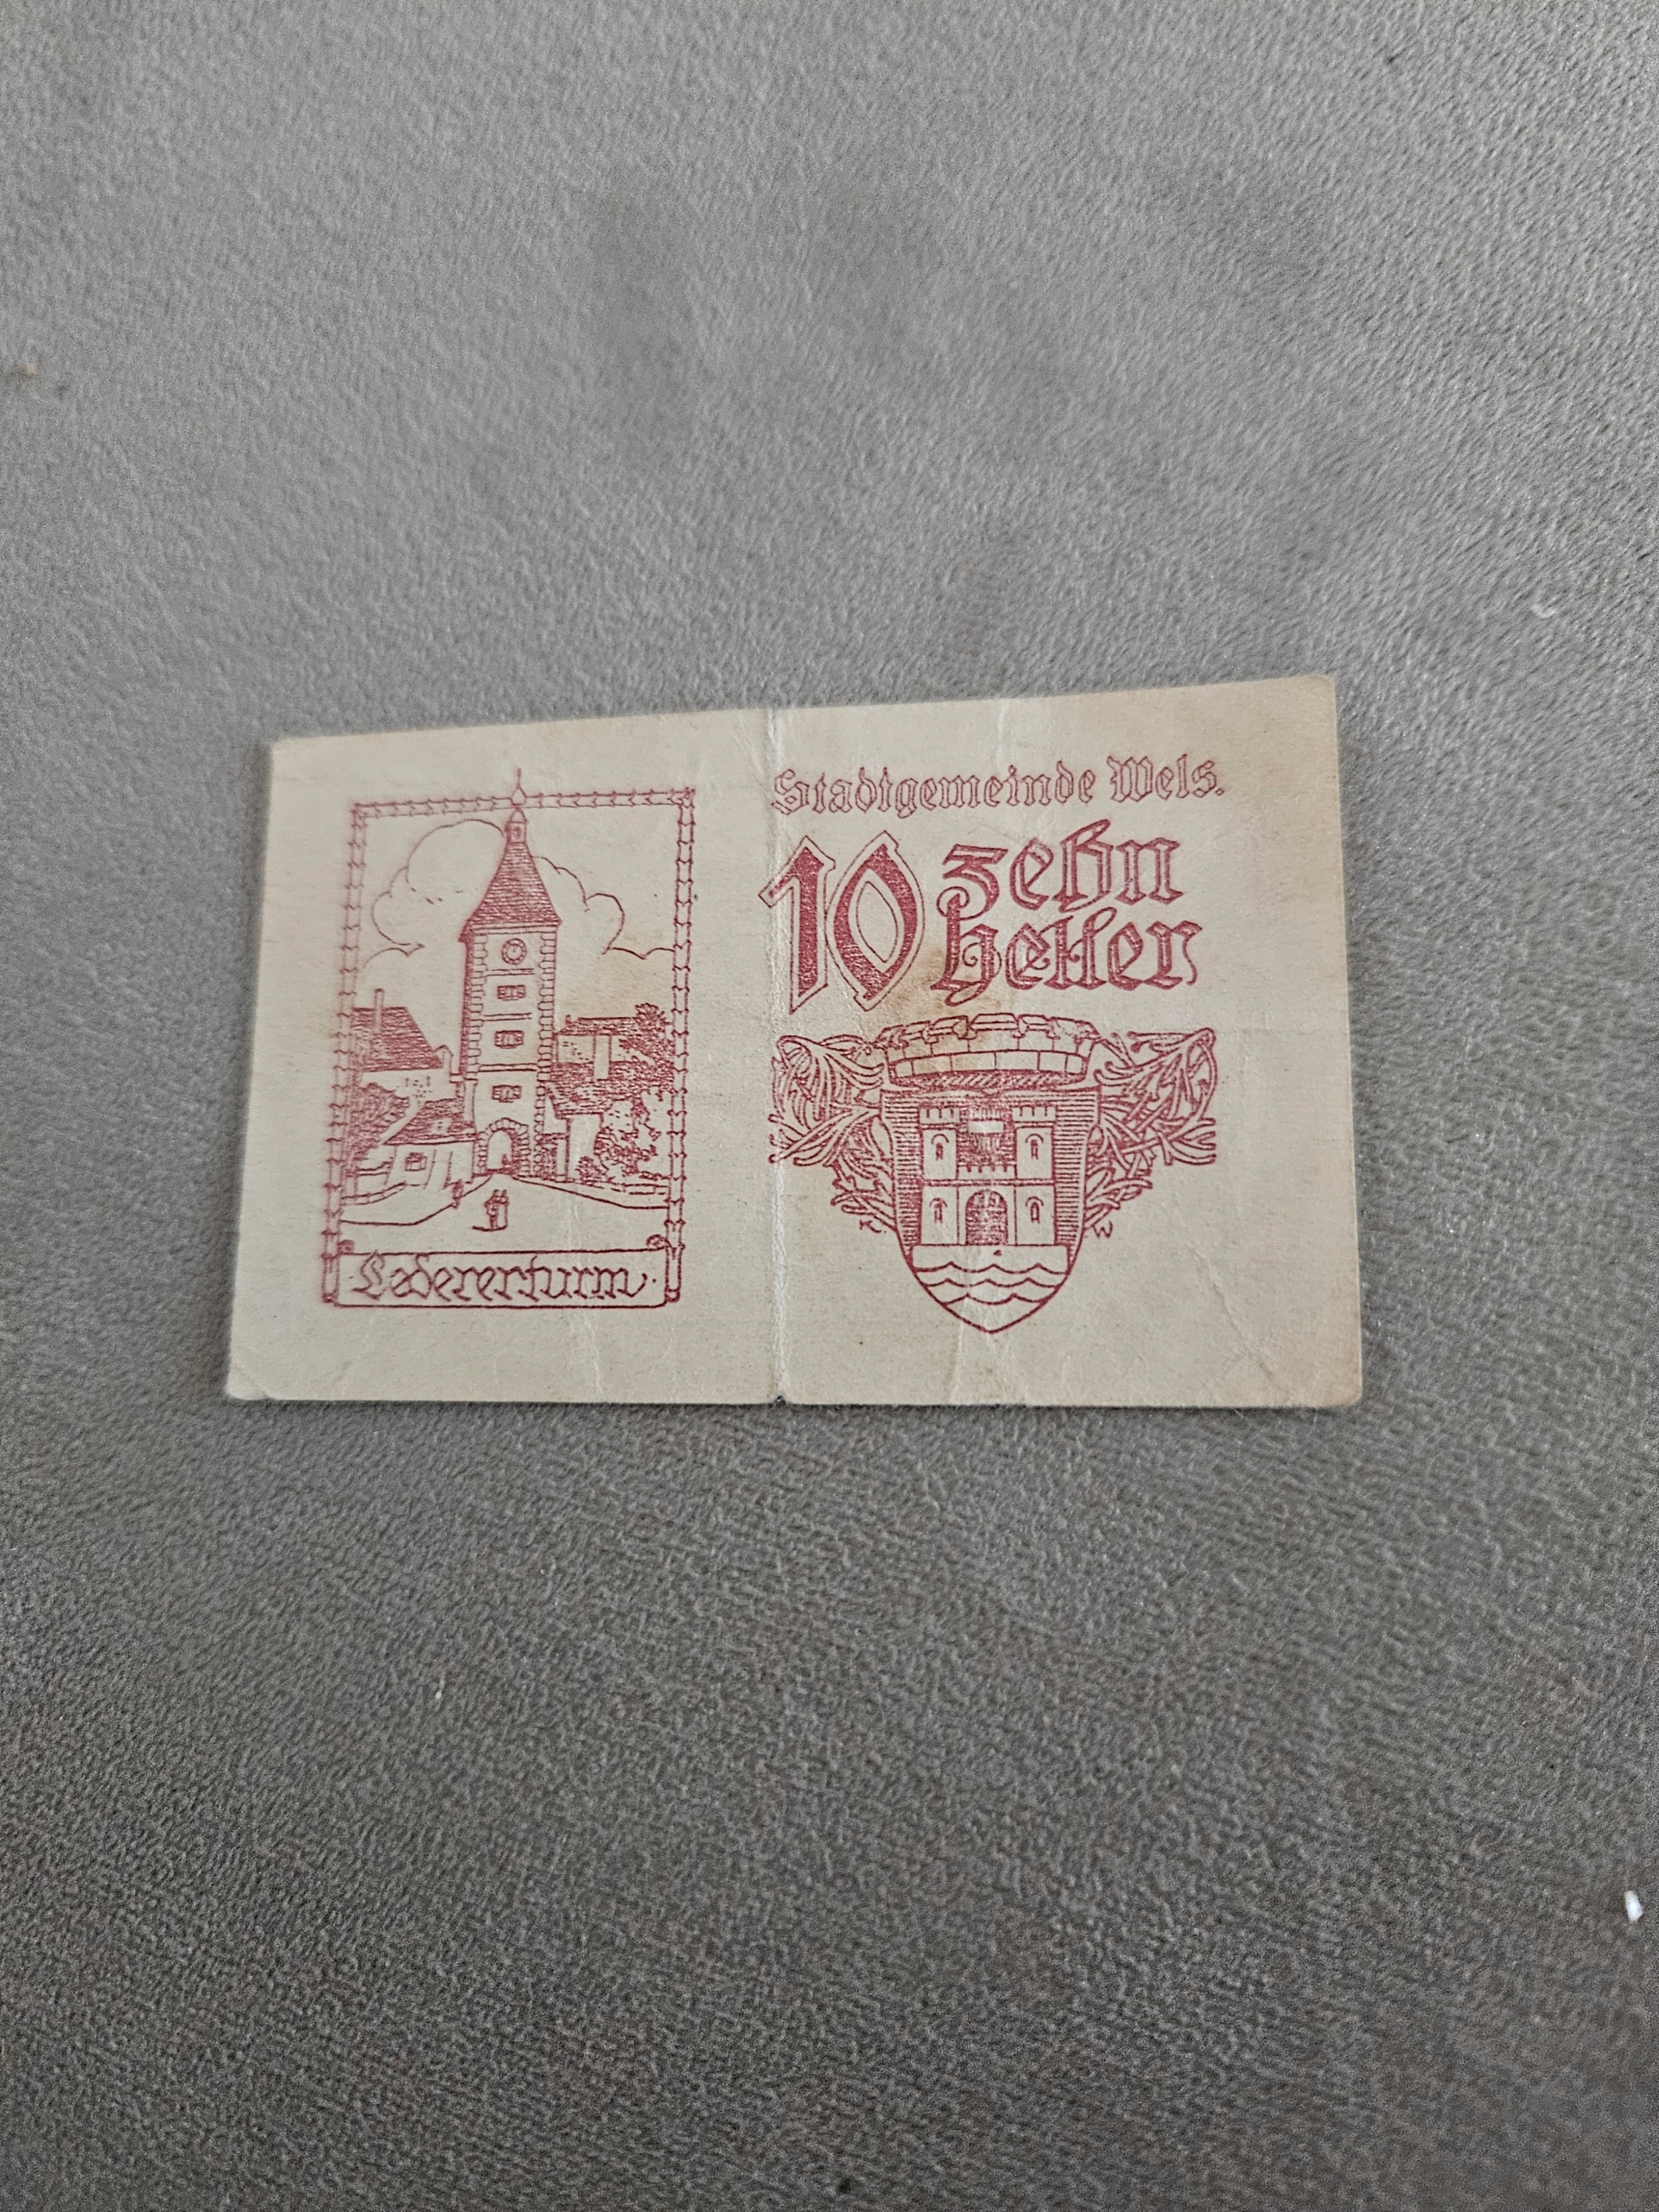 Stadtgemeinde Wels.
10 zehn
heller
·Ledererturm·